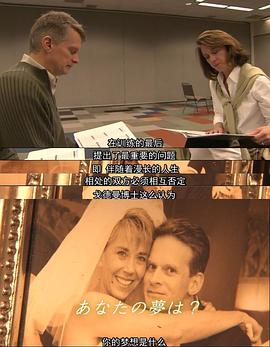 在训练的最后
提出了最重要的问题
即 伴随着漫长的人生
相处的双方必须相互否定
戈德曼博士这么认为
あなたの夢は？
你的梦想是什么